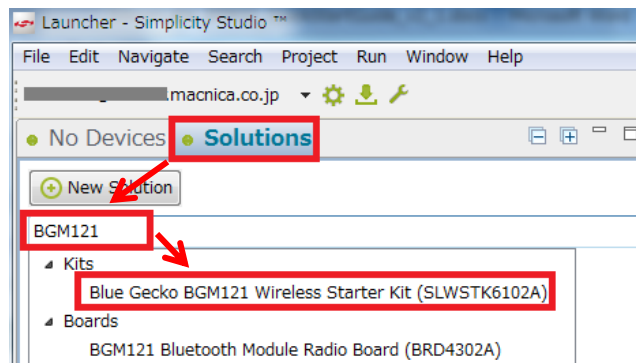 Launcher - Simplicity Studio ™
File Edit Navigate Search Project Run Window Help
.macnica.co.jp
No Devices Solutions
New Solution
BGM121
Kits
Blue Gecko BGM121 Wireless Starter Kit (SLWSTK6102A)
Boards
BGM121 Bluetooth Module Radio Board (BRD4302A)